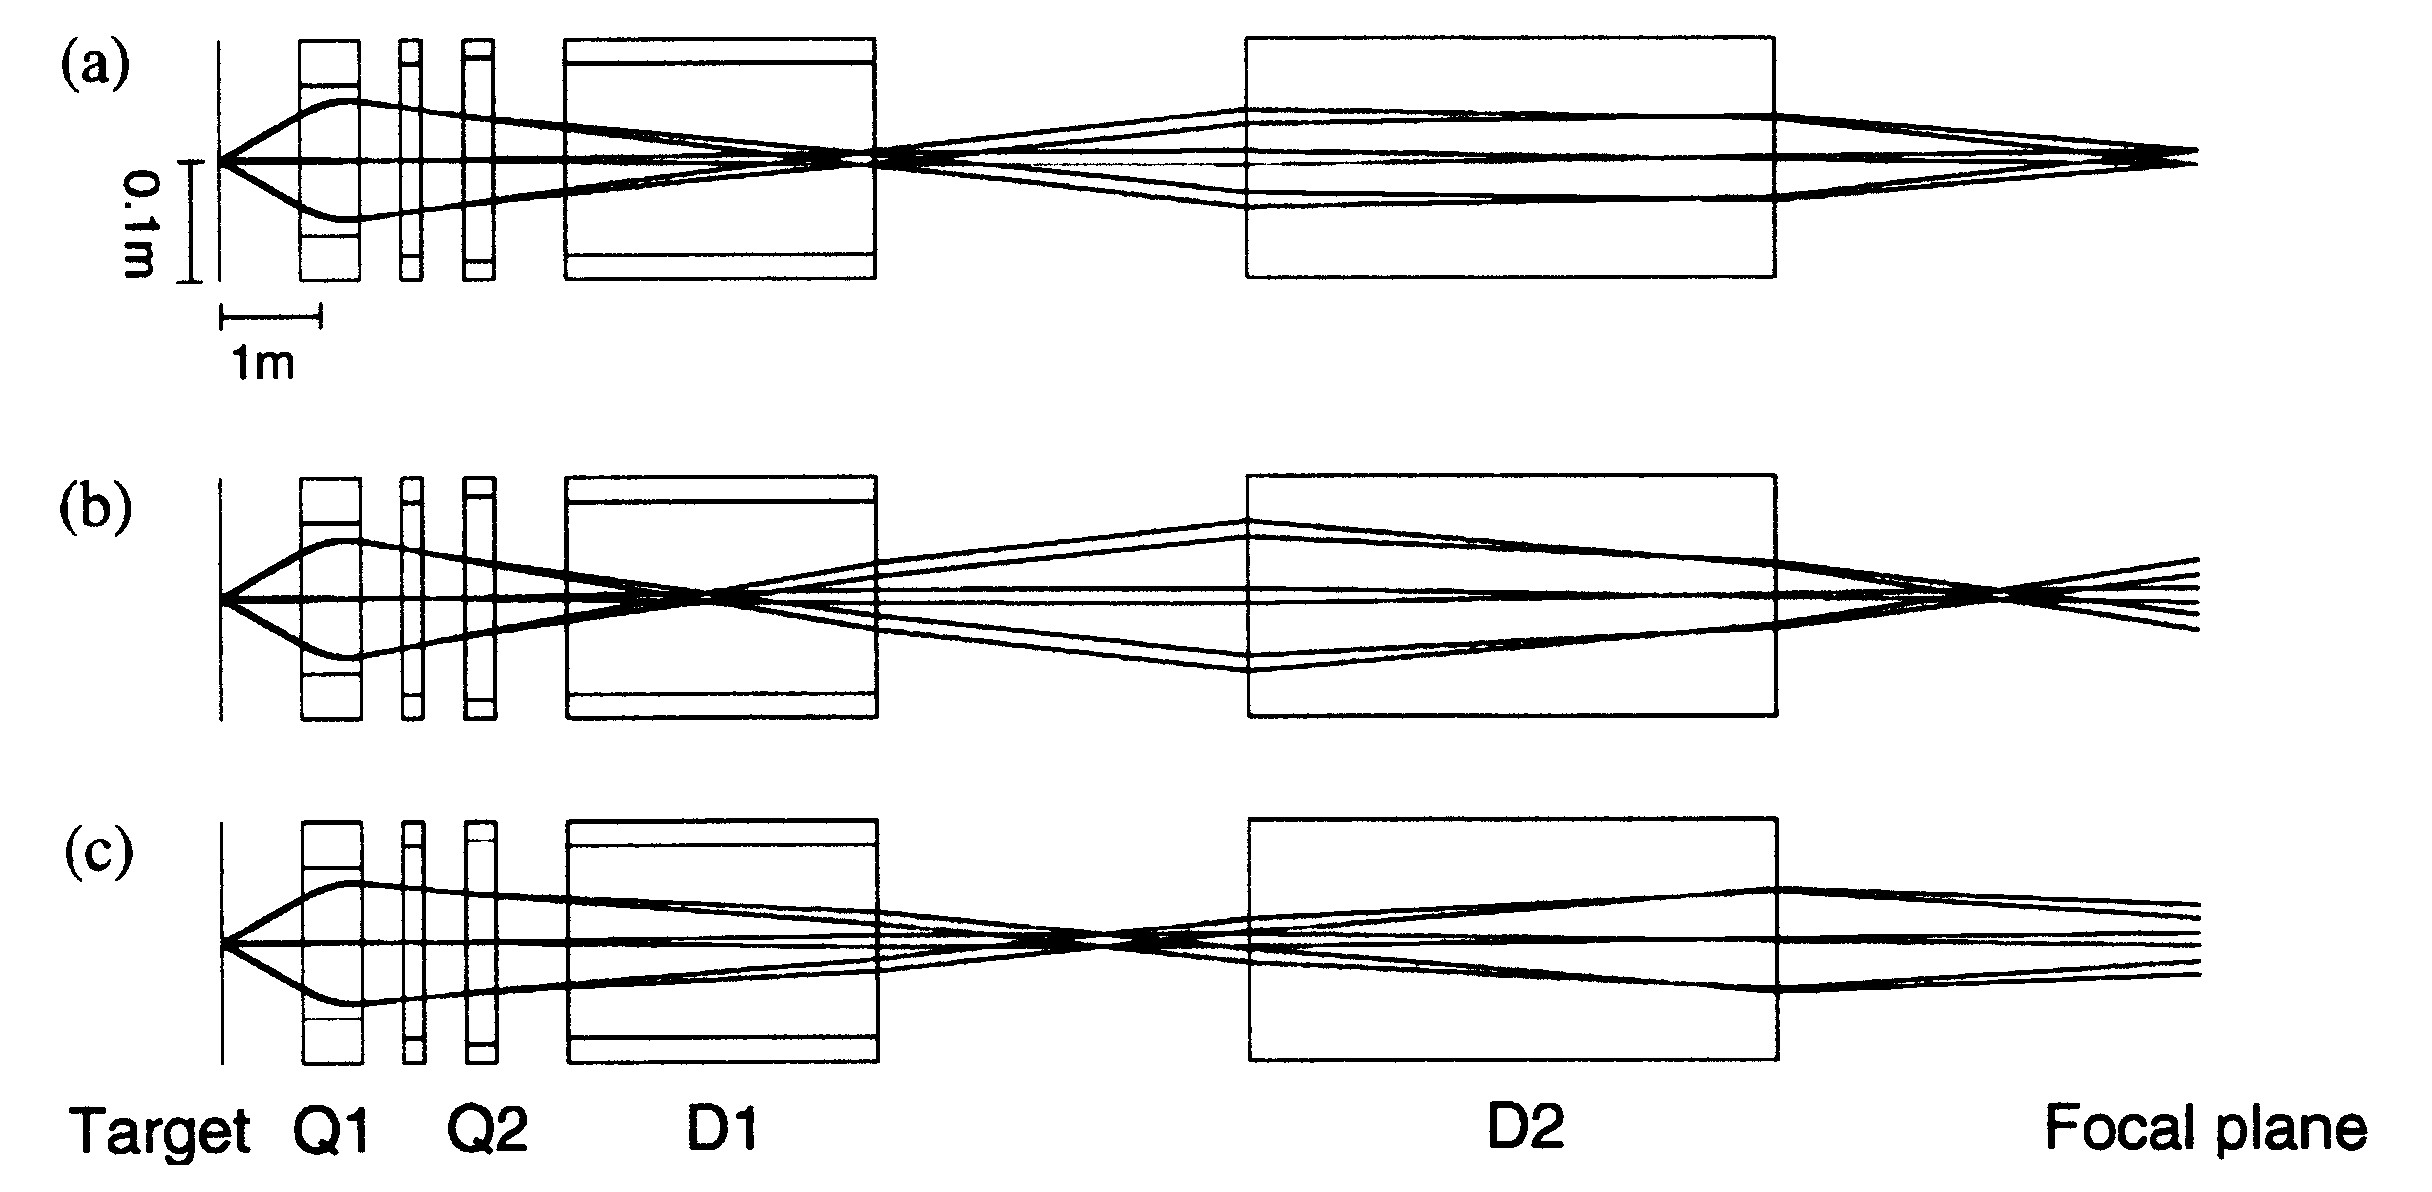 (a)
0.1m
1m
(b)
(c)
Target Q1 Q2 D1 D2 Focal plane